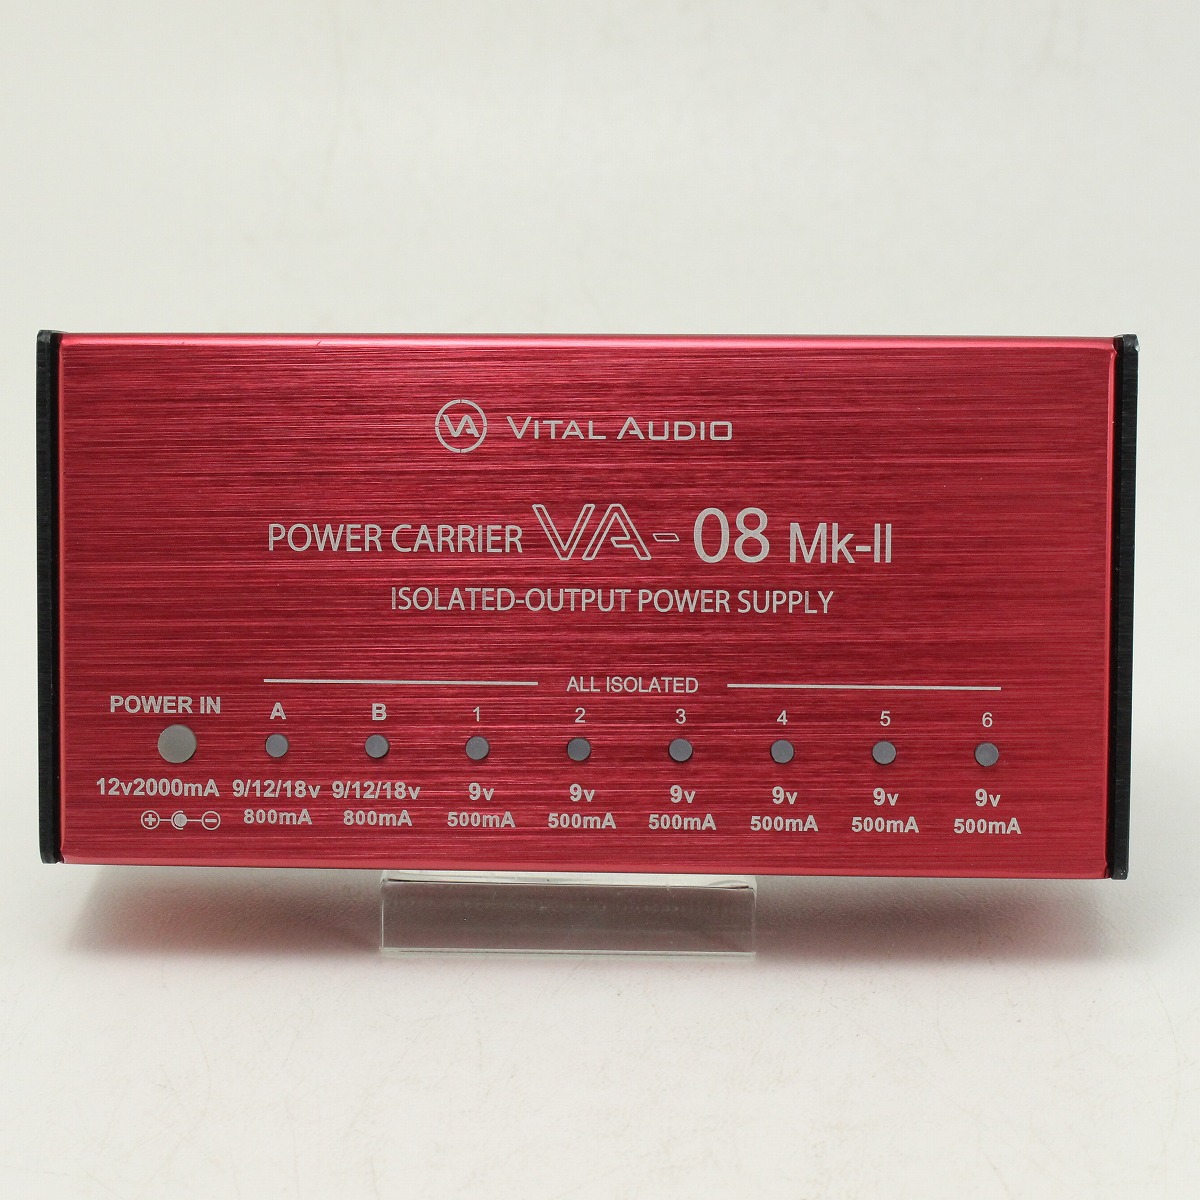 VA VITAL AUDIO
POWER CARRIER VA-08 Mk-II
ISOLATED-OUTPUT POWER SUPPLY
ALL ISOLATED
POWER IN A B 1 2 3 4 5 6
12v2000mA 9/12/18v 9/12/18v 9v 9v 9v 9v 9v 9v
800mA 800mA 500mA 500mA 500mA 500mA 500mA 500mA